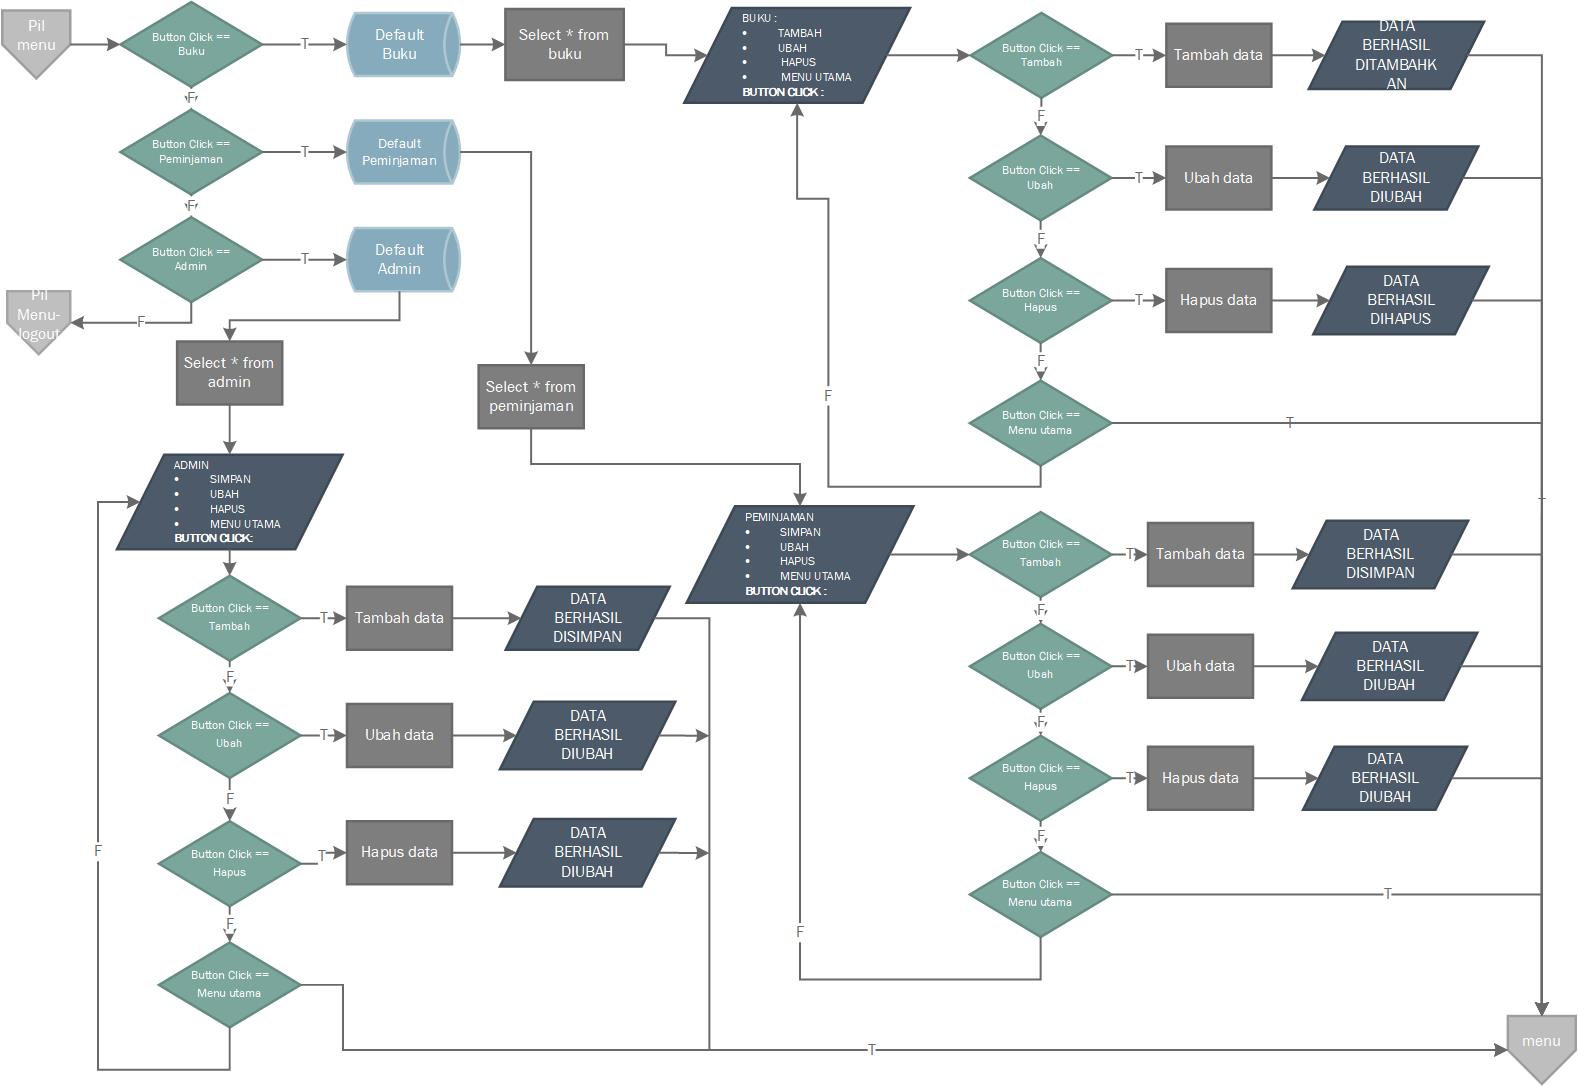 Pil
menu
Button Click ==
Buku
T
Default
Buku
Select * from
buku
BUKU :
• TAMBAH
• UBAH
• HAPUS
• MENU UTAMA
BUTTON CLICK :
Button Click ==
Tambah
T
Tambah data
DATA
BERHASIL
DITAMBAHK
AN
F
Button Click ==
Peminjaman
T
Default
Peminjaman
F
Button Click ==
Ubah
T
Ubah data
DATA
BERHASIL
DIUBAH
F
Button Click ==
Admin
T
Default
Admin
F
Button Click ==
Hapus
T
Hapus data
DATA
BERHASIL
DIHAPUS
Pil
Menu-
logout
F
F
Select * from
admin
Select * from
peminjaman
F
Button Click ==
Menu utama
T
ADMIN
• SIMPAN
• UBAH
• HAPUS
• MENU UTAMA
BUTTON CLICK:
PEMINJAMAN
• SIMPAN
• UBAH
• HAPUS
• MENU UTAMA
BUTTON CLICK :
T
Button Click ==
Tambah
T
Tambah data
DATA
BERHASIL
DISIMPAN
Button Click ==
Tambah
T
Tambah data
DATA
BERHASIL
DISIMPAN
F
Button Click ==
Ubah
T
Ubah data
DATA
BERHASIL
DIUBAH
F
Button Click ==
Ubah
T
Ubah data
DATA
BERHASIL
DIUBAH
F
Button Click ==
Hapus
T
Hapus data
DATA
BERHASIL
DIUBAH
F
F
Button Click ==
Hapus
T
Hapus data
DATA
BERHASIL
DIUBAH
F
Button Click ==
Menu utama
T
F
F
Button Click ==
Menu utama
T
menu